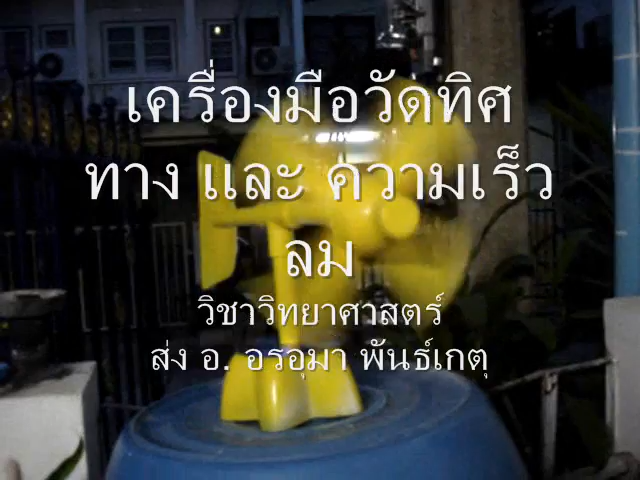 เครื่องมือวัดทิศ
ทาง และ ความเร็ว
ลม
วิชาวิทยาศาสตร์
ส่ง อ. อรอุมา พันธ์เกตุ